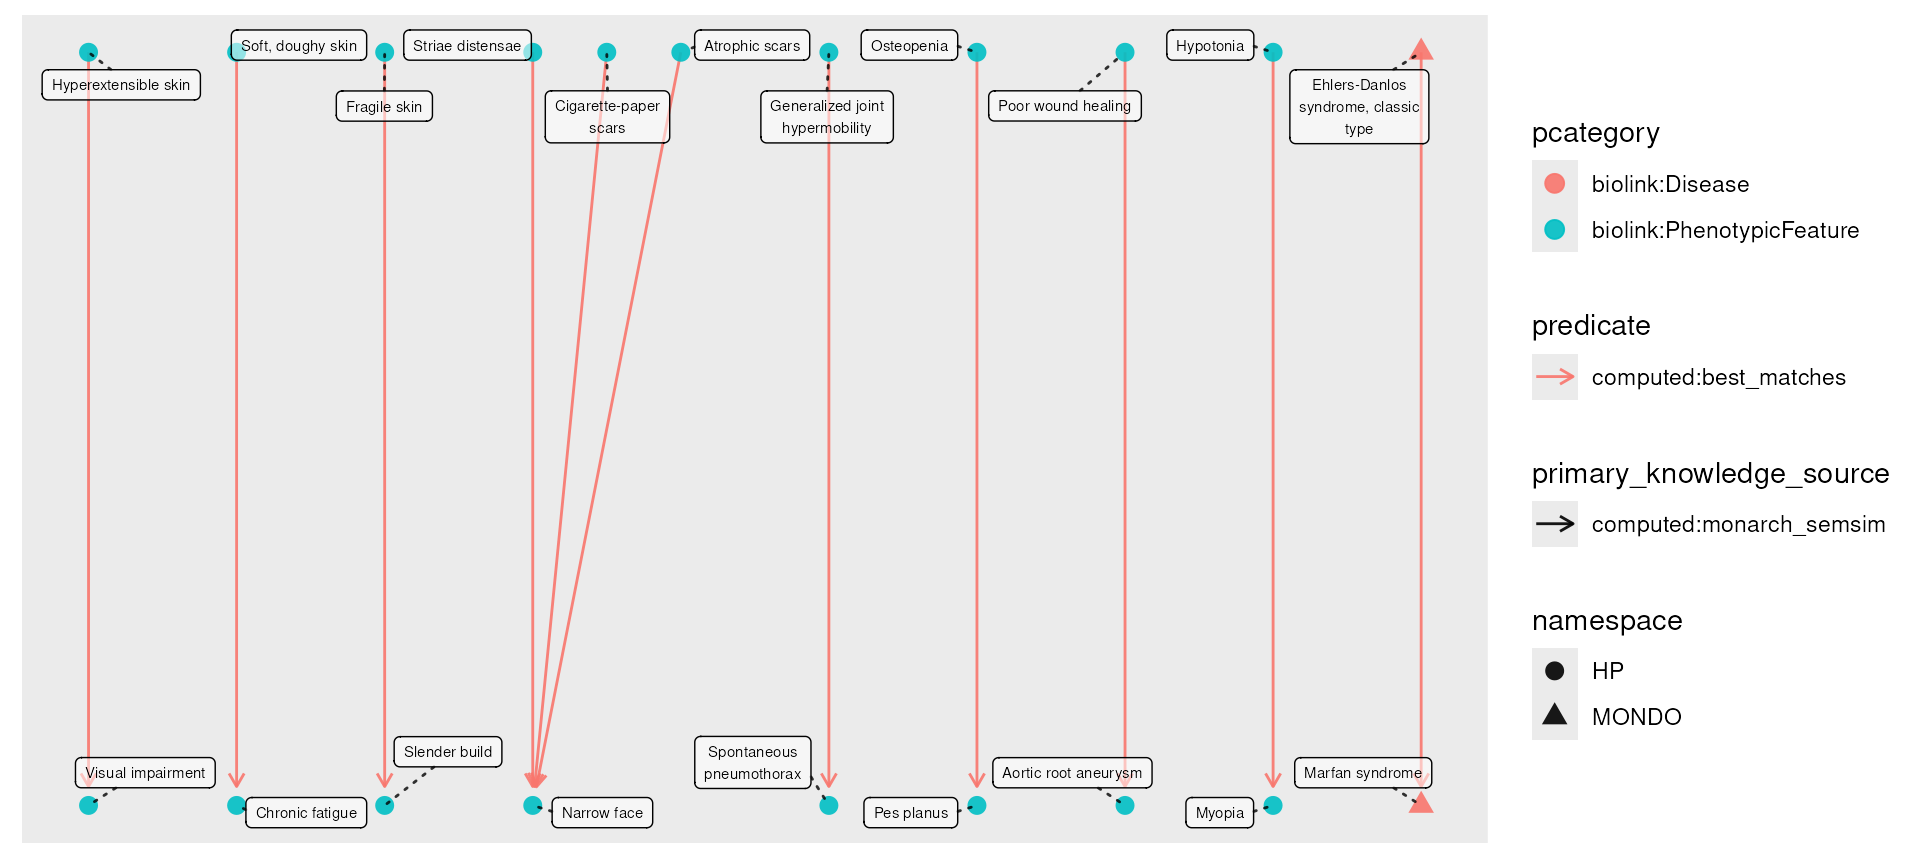 Soft, doughy skin
Striae distensae
Atrophic scars
Osteopenia
Hypotonia
Hyperextensible skin
Fragile skin
Cigarette-paper
scars
Generalized joint
hypermobility
Poor wound healing
Ehlers-Danlos
syndrome, classic
type
Slender build
Spontaneous
pneumothorax
Visual impairment
Aortic root aneurysm
Marfan syndrome
Chronic fatigue
Narrow face
Pes planus
Myopia
pcategory
biolink:Disease
biolink:PhenotypicFeature
predicate
computed:best_matches
primary_knowledge_source
computed:monarch_semsim
namespace
HP
MONDO